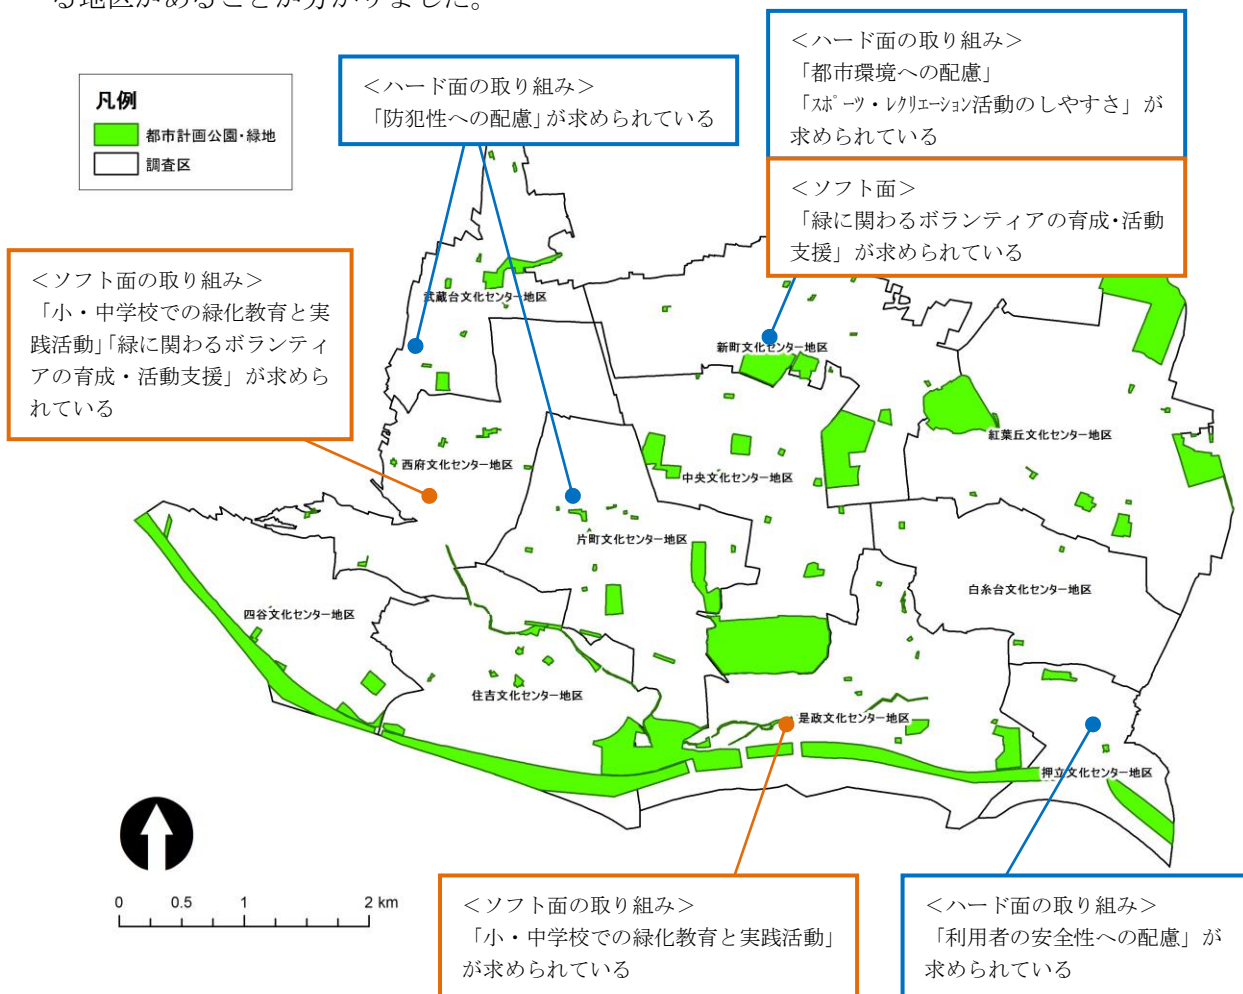 る地区があることが分かりました。
凡例
都市計画公園・緑地
調査区
＜ハード面の取り組み＞
「防犯性への配慮」が求められている
＜ハード面の取り組み＞
「都市環境への配慮」
「ｽﾎﾟｰﾂ・ﾚｸﾘｴｰｼｮﾝ活動のしやすさ」が
求められている
＜ソフト面＞
「緑に関わるボランティアの育成・活動
支援」が求められている
＜ソフト面の取り組み＞
「小・中学校での緑化教育と実
践活動」「緑に関わるボランティ
アの育成・活動支援」が求めら
れている
武蔵台文化センター地区
新町文化センター地区
紅葉丘文化センター地区
西府文化センター地区
中央文化センター地区
片町文化センター地区
白糸台文化センター地区
四谷文化センター地区
住吉文化センター地区
是政文化センター地区
押立文化センター地区
0 0.5 1 2 km
＜ソフト面の取り組み＞
「小・中学校での緑化教育と実践活動」
が求められている
＜ハード面の取り組み＞
「利用者の安全性への配慮」が
求められている